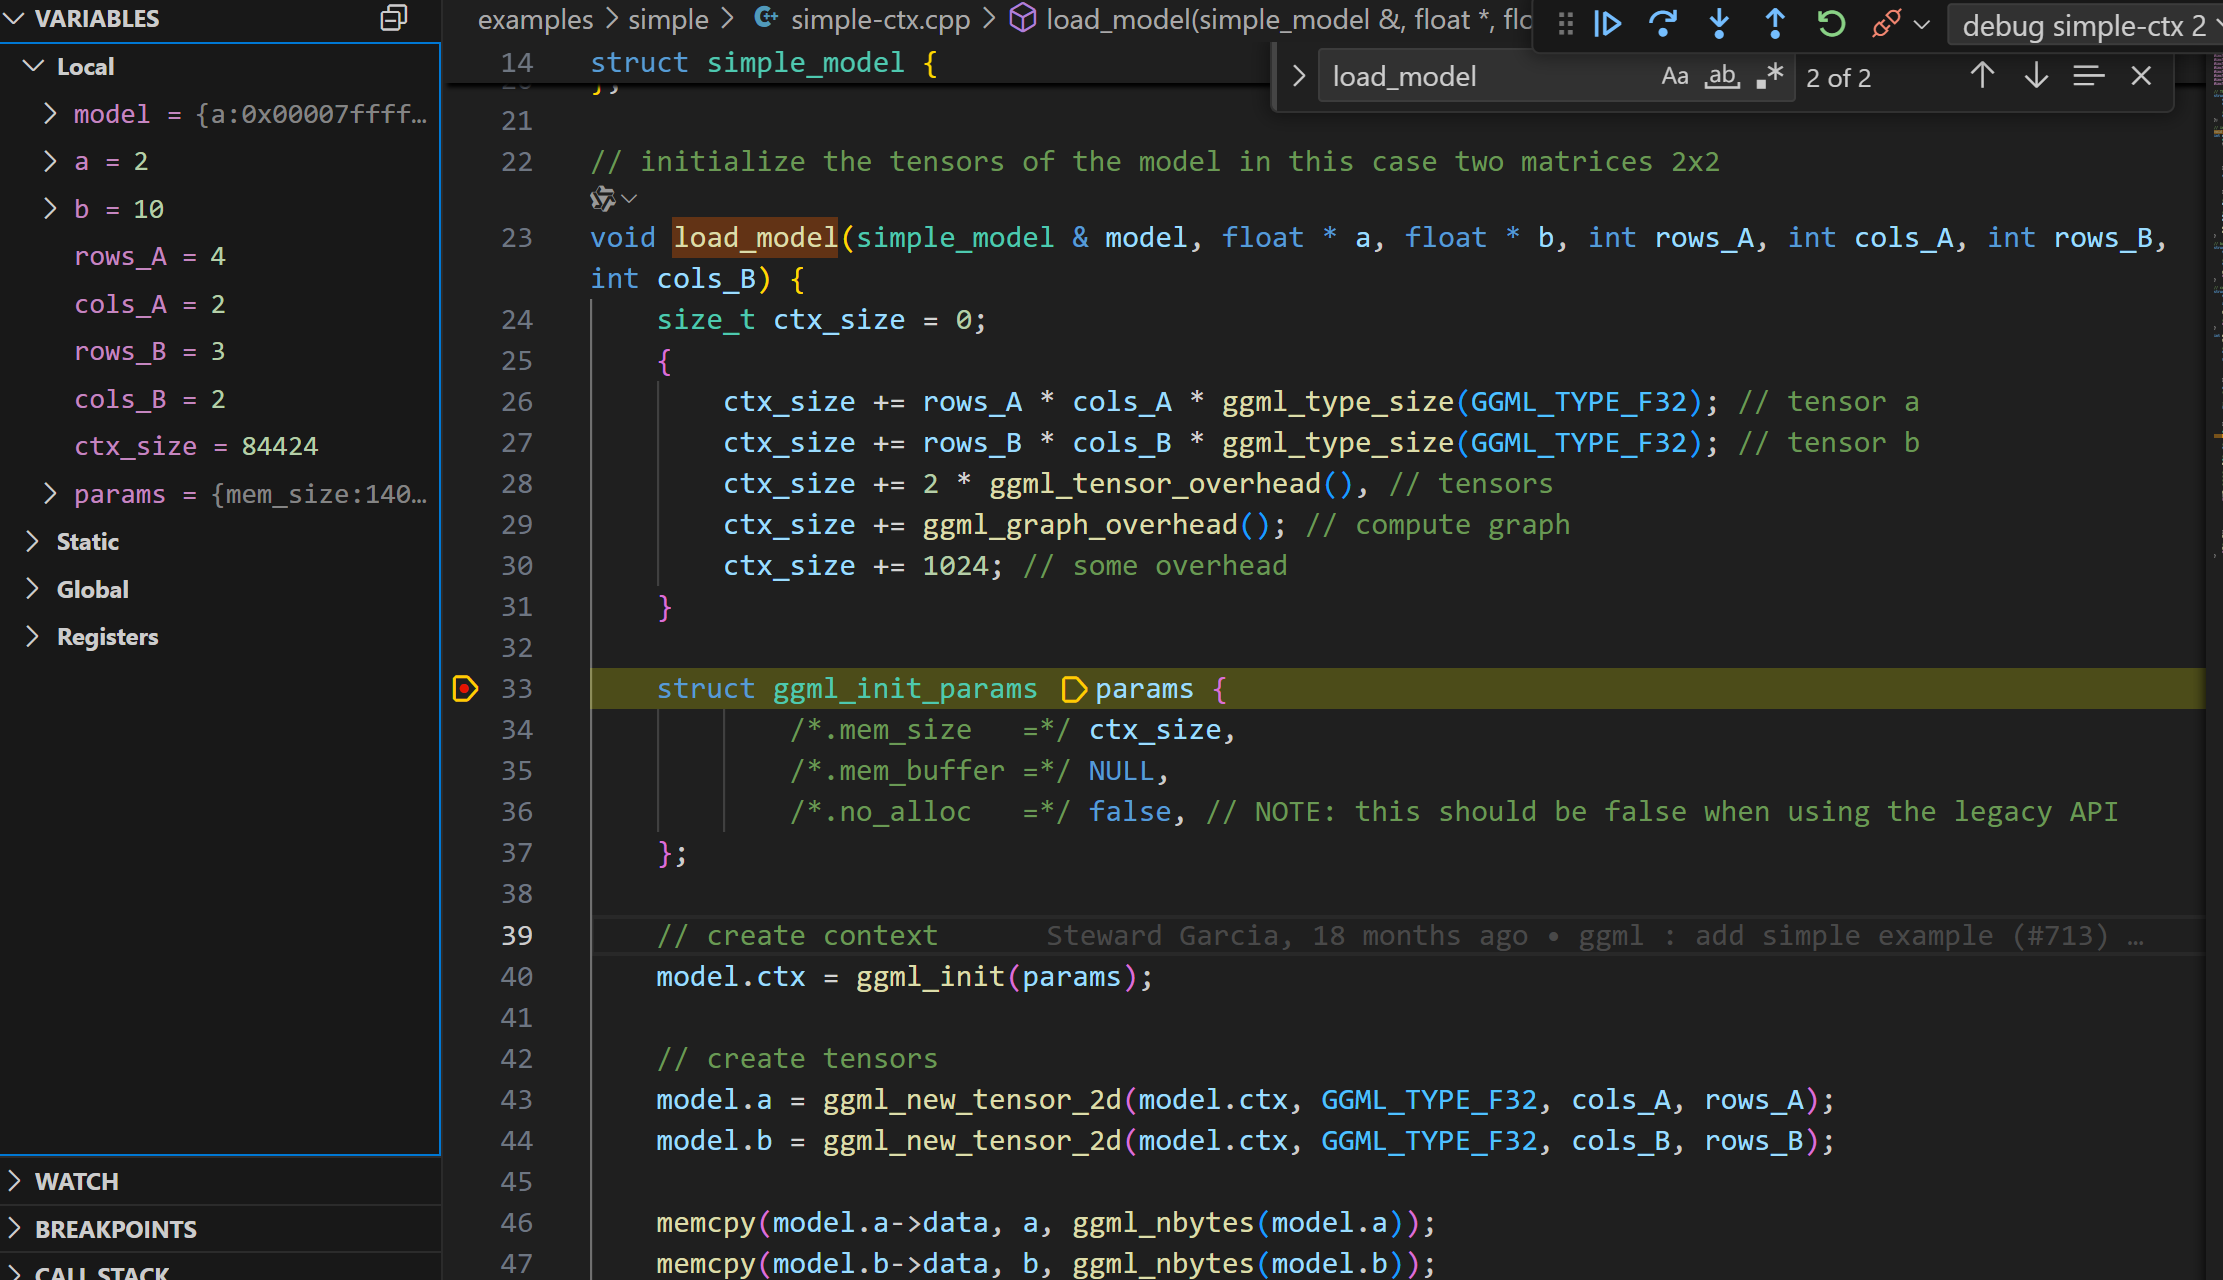 VARIABLES
Local
model = {a:0x00007ffff…
a = 2
b = 10
rows_A = 4
cols_A = 2
rows_B = 3
cols_B = 2
ctx_size = 84424
params = {mem_size:140…
Static
Global
Registers
WATCH
BREAKPOINTS
CALL STACK
examples > simple > simple-ctx.cpp > load_model(simple_model &, float *, flo
debug simple-ctx 2
load_model Aa ab .* 2 of 2
14 struct simple_model {
20 };
21
22 // initialize the tensors of the model in this case two matrices 2x2
23 void load_model(simple_model & model, float * a, float * b, int rows_A, int cols_A, int rows_B,
int cols_B) {
24 size_t ctx_size = 0;
25 {
26 ctx_size += rows_A * cols_A * ggml_type_size(GGML_TYPE_F32); // tensor a
27 ctx_size += rows_B * cols_B * ggml_type_size(GGML_TYPE_F32); // tensor b
28 ctx_size += 2 * ggml_tensor_overhead(), // tensors
29 ctx_size += ggml_graph_overhead(); // compute graph
30 ctx_size += 1024; // some overhead
31 }
32
33 struct ggml_init_params params {
34 /*.mem_size   =*/ ctx_size,
35 /*.mem_buffer =*/ NULL,
36 /*.no_alloc   =*/ false, // NOTE: this should be false when using the legacy API
37 };
38
39 // create context Steward Garcia, 18 months ago • ggml : add simple example (#713) …
40 model.ctx = ggml_init(params);
41
42 // create tensors
43 model.a = ggml_new_tensor_2d(model.ctx, GGML_TYPE_F32, cols_A, rows_A);
44 model.b = ggml_new_tensor_2d(model.ctx, GGML_TYPE_F32, cols_B, rows_B);
45
46 memcpy(model.a->data, a, ggml_nbytes(model.a));
47 memcpy(model.b->data, b, ggml_nbytes(model.b));